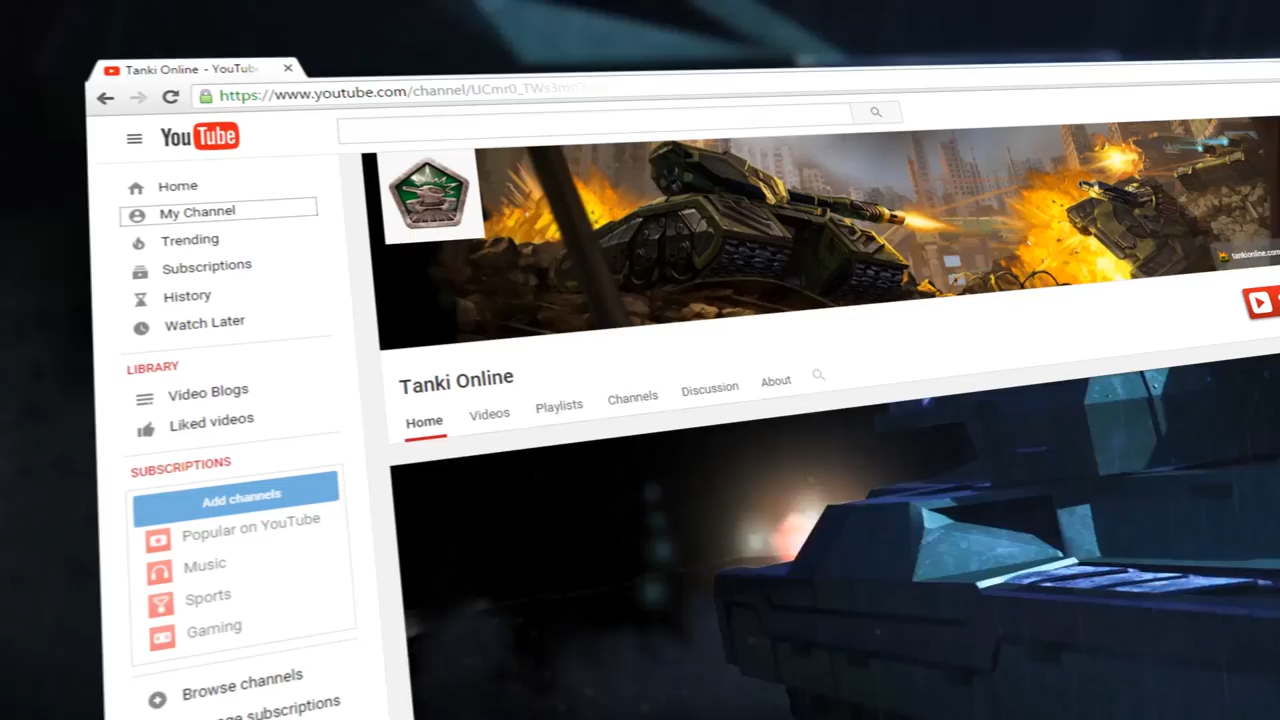 Tanki Online - YouTub
https://www.youtube.com/channel/UCmr0_TWs3m
YouTube
Home
My Channel
Trending
Subscriptions
History
Watch Later
LIBRARY
Video Blogs
Liked videos
SUBSCRIPTIONS
Add channels
Popular on YouTube
Music
Sports
Gaming
Browse channels
subscriptions
tankionline.com
Tanki Online
Home Videos Playlists Channels Discussion About